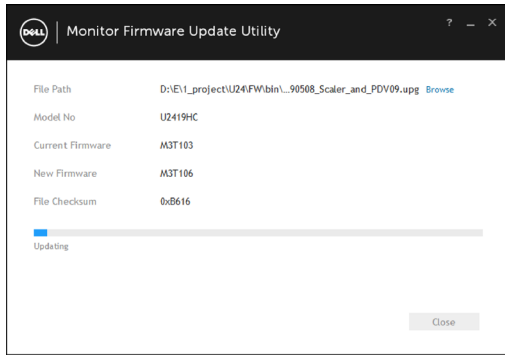 DELL Monitor Firmware Update Utility ?
File Path D:\E\1_project\U24\FW\bin\...90508_Scaler_and_PDV09.upg Browse
Model No U2419HC
Current Firmware M3T103
New Firmware M3T106
File Checksum 0xB616
Updating
Close